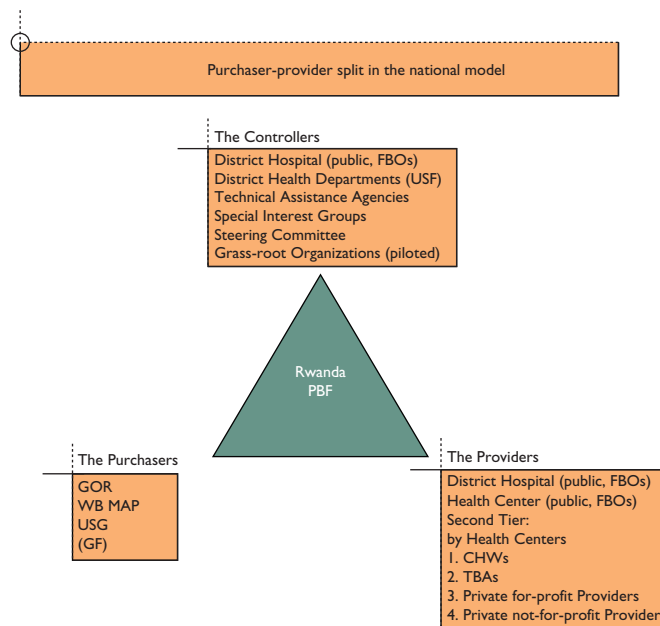 Purchaser-provider split in the national model
The Controllers
District Hospital (public, FBOs)
District Health Departments (USF)
Technical Assistance Agencies
Special Interest Groups
Steering Committee
Grass-root Organizations (piloted)
Rwanda
PBF
The Purchasers
GOR
WB MAP
USG
(GF)
The Providers
District Hospital (public, FBOs)
Health Center (public, FBOs)
Second Tier:
by Health Centers
1. CHWs
2. TBAs
3. Private for-profit Providers
4. Private not-for-profit Provider